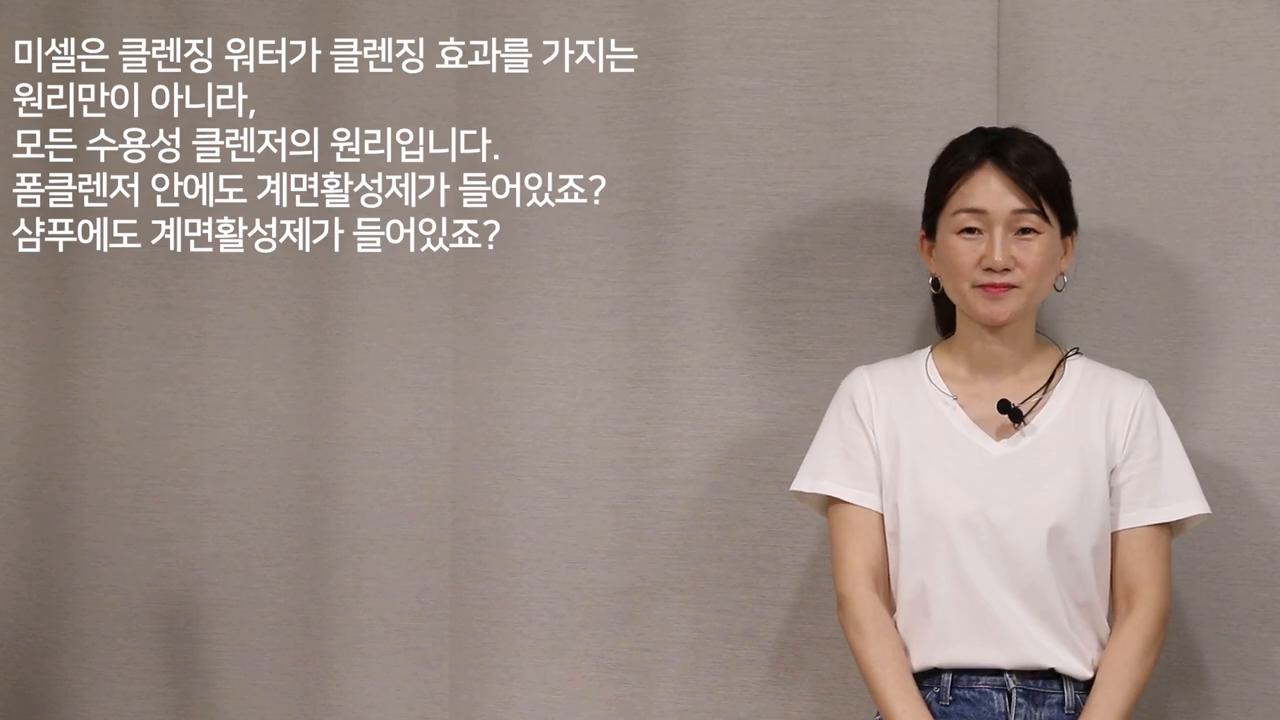 미셀은 클렌징 워터가 클렌징 효과를 가지는
원리만이 아니라,
모든 수용성 클렌저의 원리입니다.
폼클렌저 안에도 계면활성제가 들어있죠?
샴푸에도 계면활성제가 들어있죠?